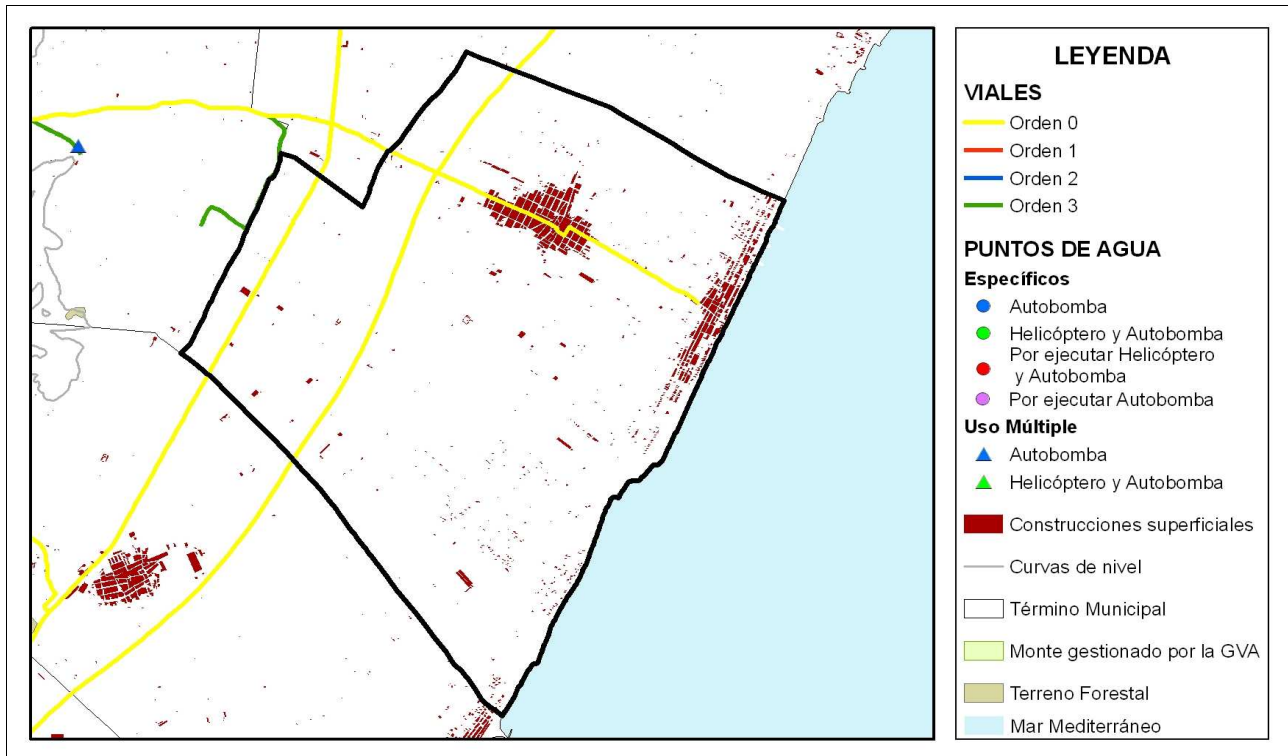 LEYENDA
VIALES
Orden 0
Orden 1
Orden 2
Orden 3
PUNTOS DE AGUA
Específicos
Autobomba
Helicóptero y Autobomba
Por ejecutar Helicóptero
y Autobomba
Por ejecutar Autobomba
Uso Múltiple
Autobomba
Helicóptero y Autobomba
Construcciones superficiales
Curvas de nivel
Término Municipal
Monte gestionado por la GVA
Terreno Forestal
Mar Mediterráneo